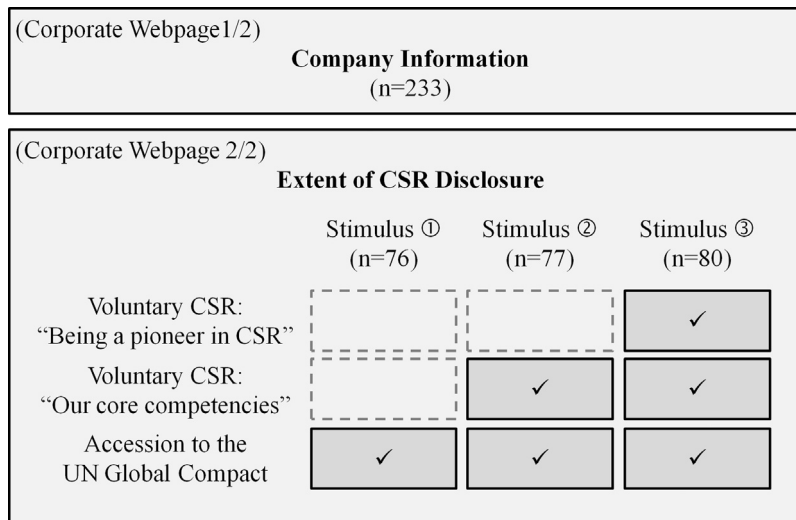 (Corporate Webpage1/2)
Company Information
(n=233)
(Corporate Webpage 2/2)
Extent of CSR Disclosure
Stimulus ① Stimulus ② Stimulus ③
(n=76) (n=77) (n=80)
Voluntary CSR:
“Being a pioneer in CSR”
✓
Voluntary CSR:
“Our core competencies”
✓ ✓
Accession to the
UN Global Compact
✓ ✓ ✓